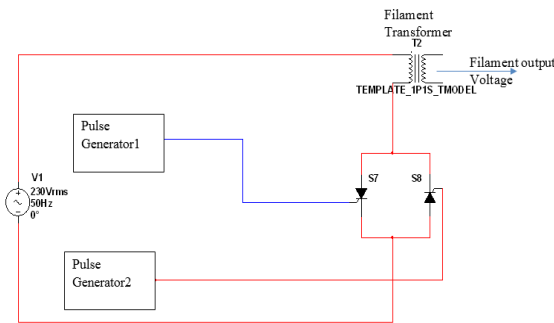 Filament
Transformer
T2
Filament output
Voltage
TEMPLATE_1P1S_TMODEL
Pulse
Generator1
S7
S8
V1
230Vrms
50Hz
0°
Pulse
Generator2